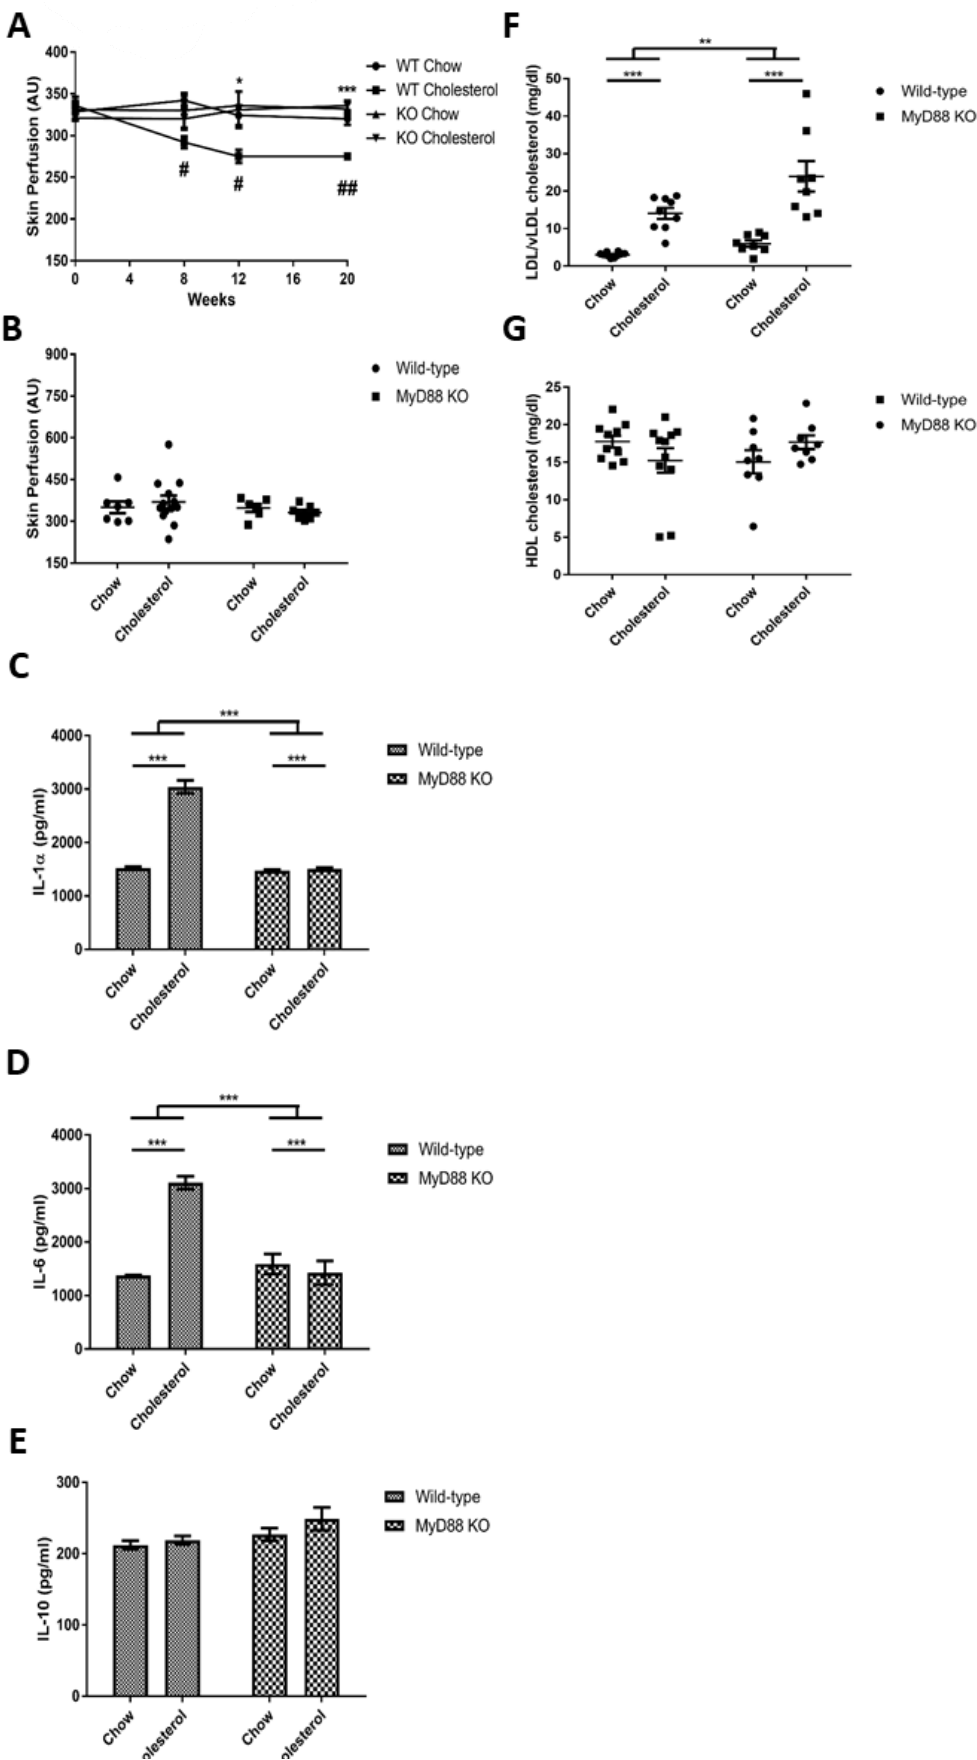 A
400
350
300
250
200
150
Skin Perfusion (AU)
*
***
#
#
##
0 4 8 12 16 20
Weeks
WT Chow
WT Cholesterol
KO Chow
KO Cholesterol
B
900
750
600
450
300
150
Skin Perfusion (AU)
Chow
Cholesterol
Chow
Cholesterol
Wild-type
MyD88 KO
C
***
***
***
4000
3000
2000
1000
0
IL-1α (pg/ml)
Chow
Cholesterol
Chow
Cholesterol
Wild-type
MyD88 KO
D
***
***
***
4000
3000
2000
1000
0
IL-6 (pg/ml)
Chow
Cholesterol
Chow
Cholesterol
Wild-type
MyD88 KO
E
300
200
100
0
IL-10 (pg/ml)
Chow
olesterol
Chow
olesterol
Wild-type
MyD88 KO
F
**
***
***
50
40
30
20
10
0
LDL/vLDL cholesterol (mg/dl)
Chow
Cholesterol
Chow
Cholesterol
Wild-type
MyD88 KO
G
25
20
15
10
5
0
HDL cholesterol (mg/dl)
Chow
Cholesterol
Chow
Cholesterol
Wild-type
MyD88 KO